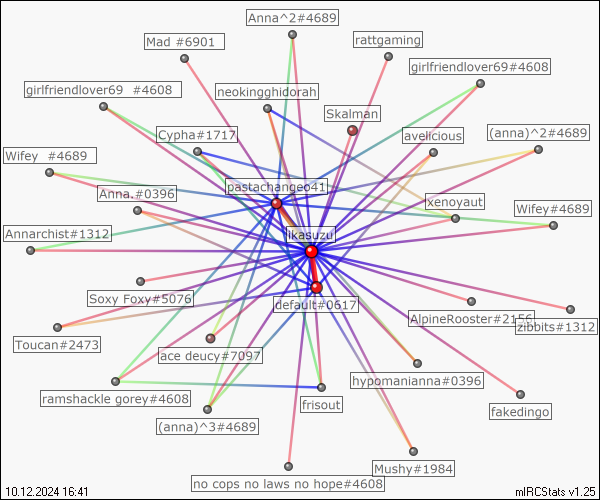 Anna^2#4689
Mad #6901
rattgaming
girlfriendlover69#4608
girlfriendlover69 #4608
neokingghidorah
Skalman
Cypha#1717
avelicious
(anna)^2#4689
Wifey #4689
pastachangeo41
Anna.#0396
xenoyaut
Wifey#4689
Annarchist#1312
ikasuzu
Soxy Foxy#5076
default#0617
AlpineRooster#2156
zibbits#1312
Toucan#2473
ace deucy#7097
hypomanianna#0396
ramshackle gorey#4608
frisout
fakedingo
(anna)^3#4689
Mushy#1984
no cops no laws no hope#4608
10.12.2024 16:41
mIRCStats v1.25